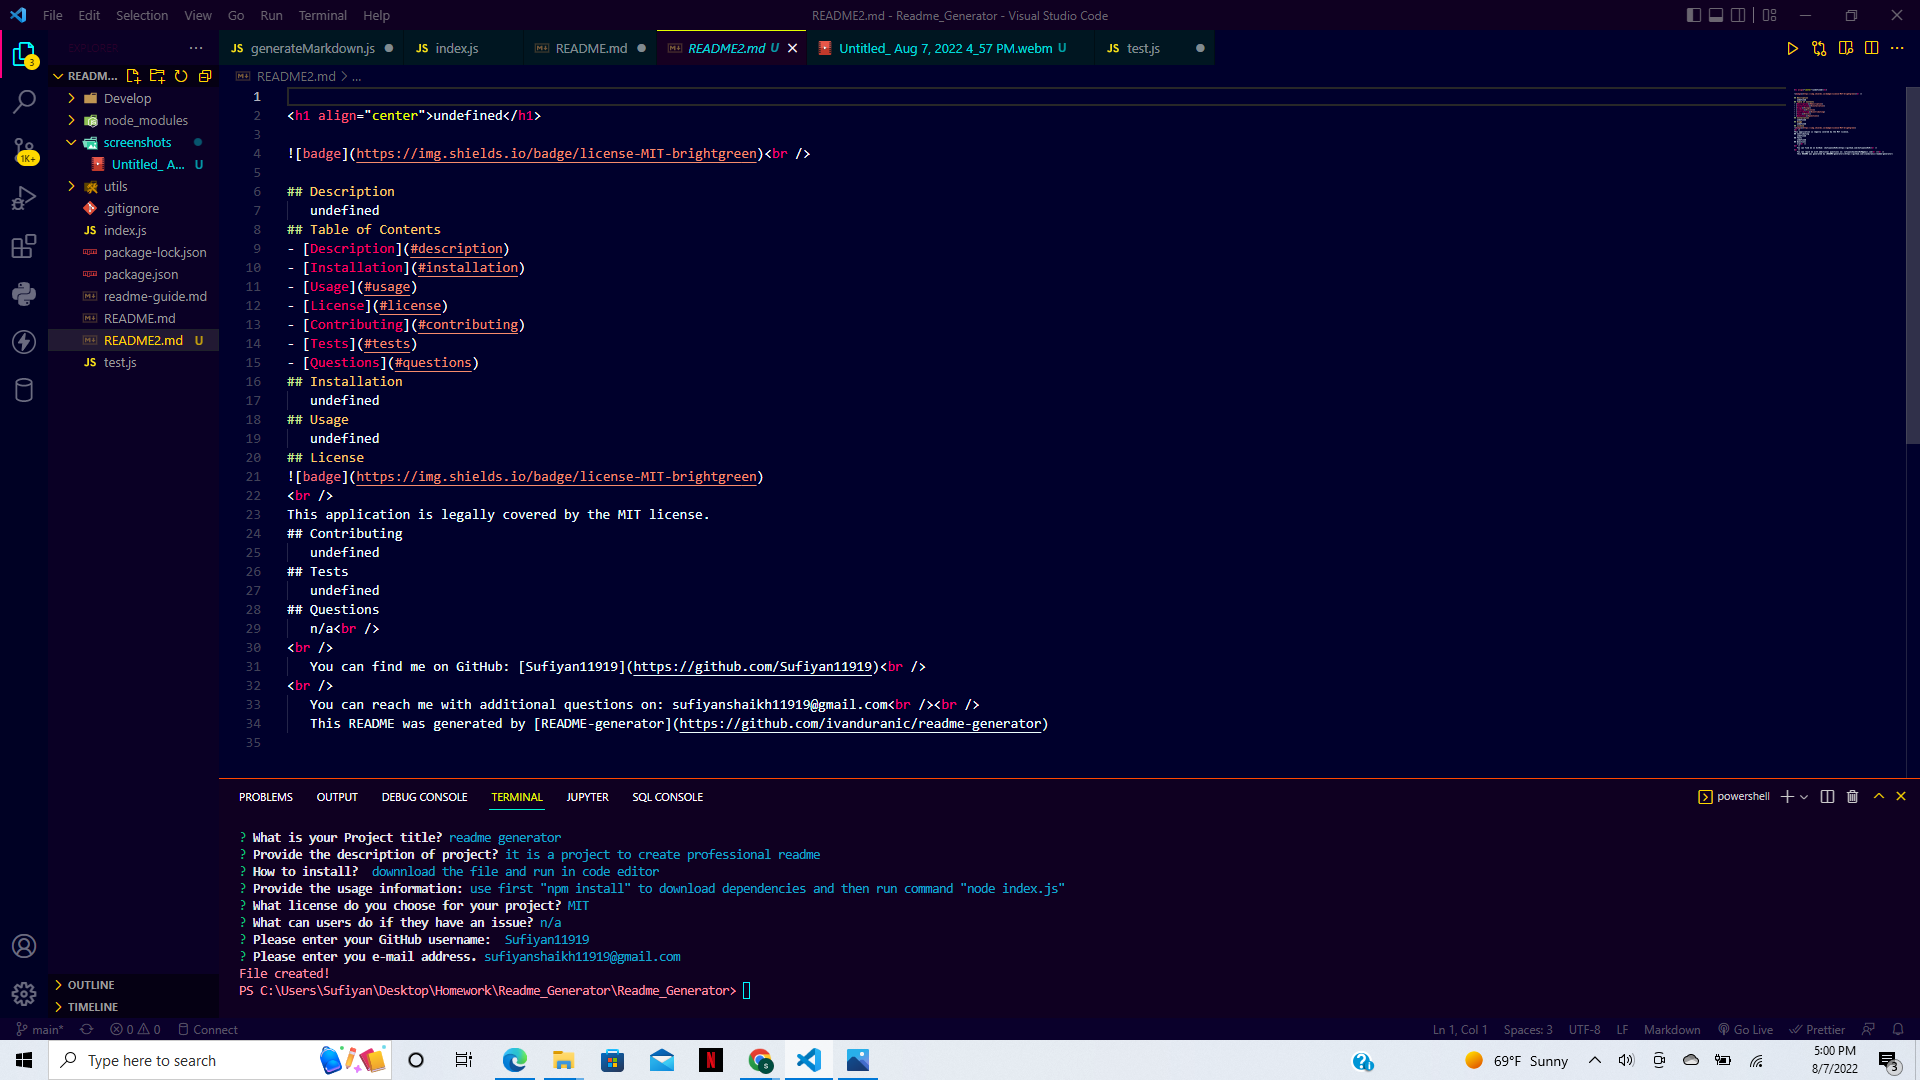 File Edit Selection View Go Run Terminal Help
README2.md - Readme_Generator - Visual Studio Code
EXPLORER
JS generateMarkdown.js
JS index.js
README.md
README2.md U
Untitled_ Aug 7, 2022 4_57 PM.webm U
JS test.js
READM...
README2.md > ...
Develop
node_modules
screenshots
Untitled_ A... U
utils
.gitignore
JS index.js
package-lock.json
package.json
readme-guide.md
README.md
README2.md U
JS test.js
OUTLINE
TIMELINE
3
1K+
1
2 <h1 align="center">undefined</h1>
3
4 ![badge](https://img.shields.io/badge/license-MIT-brightgreen)<br />
5
6 ## Description
7 undefined
8 ## Table of Contents
9 - [Description](#description)
10 - [Installation](#installation)
11 - [Usage](#usage)
12 - [License](#license)
13 - [Contributing](#contributing)
14 - [Tests](#tests)
15 - [Questions](#questions)
16 ## Installation
17 undefined
18 ## Usage
19 undefined
20 ## License
21 ![badge](https://img.shields.io/badge/license-MIT-brightgreen)
22 <br />
23 This application is legally covered by the MIT license.
24 ## Contributing
25 undefined
26 ## Tests
27 undefined
28 ## Questions
29 n/a<br />
30 <br />
31 You can find me on GitHub: [Sufiyan11919](https://github.com/Sufiyan11919)<br />
32 <br />
33 You can reach me with additional questions on: sufiyanshaikh11919@gmail.com<br /><br />
34 This README was generated by [README-generator](https://github.com/ivanduranic/readme-generator)
35
PROBLEMS OUTPUT DEBUG CONSOLE TERMINAL JUPYTER SQL CONSOLE
powershell
? What is your Project title? readme generator
? Provide the description of project? it is a project to create professional readme
? How to install?  downnload the file and run in code editor
? Provide the usage information: use first "npm install" to download dependencies and then run command "node index.js"
? What license do you choose for your project? MIT
? What can users do if they have an issue? n/a
? Please enter your GitHub username:  Sufiyan11919
? Please enter you e-mail address. sufiyanshaikh11919@gmail.com
File created!
PS C:\Users\Sufiyan\Desktop\Homework\Readme_Generator\Readme_Generator>
main* 0 0 Connect
Ln 1, Col 1 Spaces: 3 UTF-8 LF Markdown Go Live Prettier
Type here to search
69°F Sunny
5:00 PM
8/7/2022
3